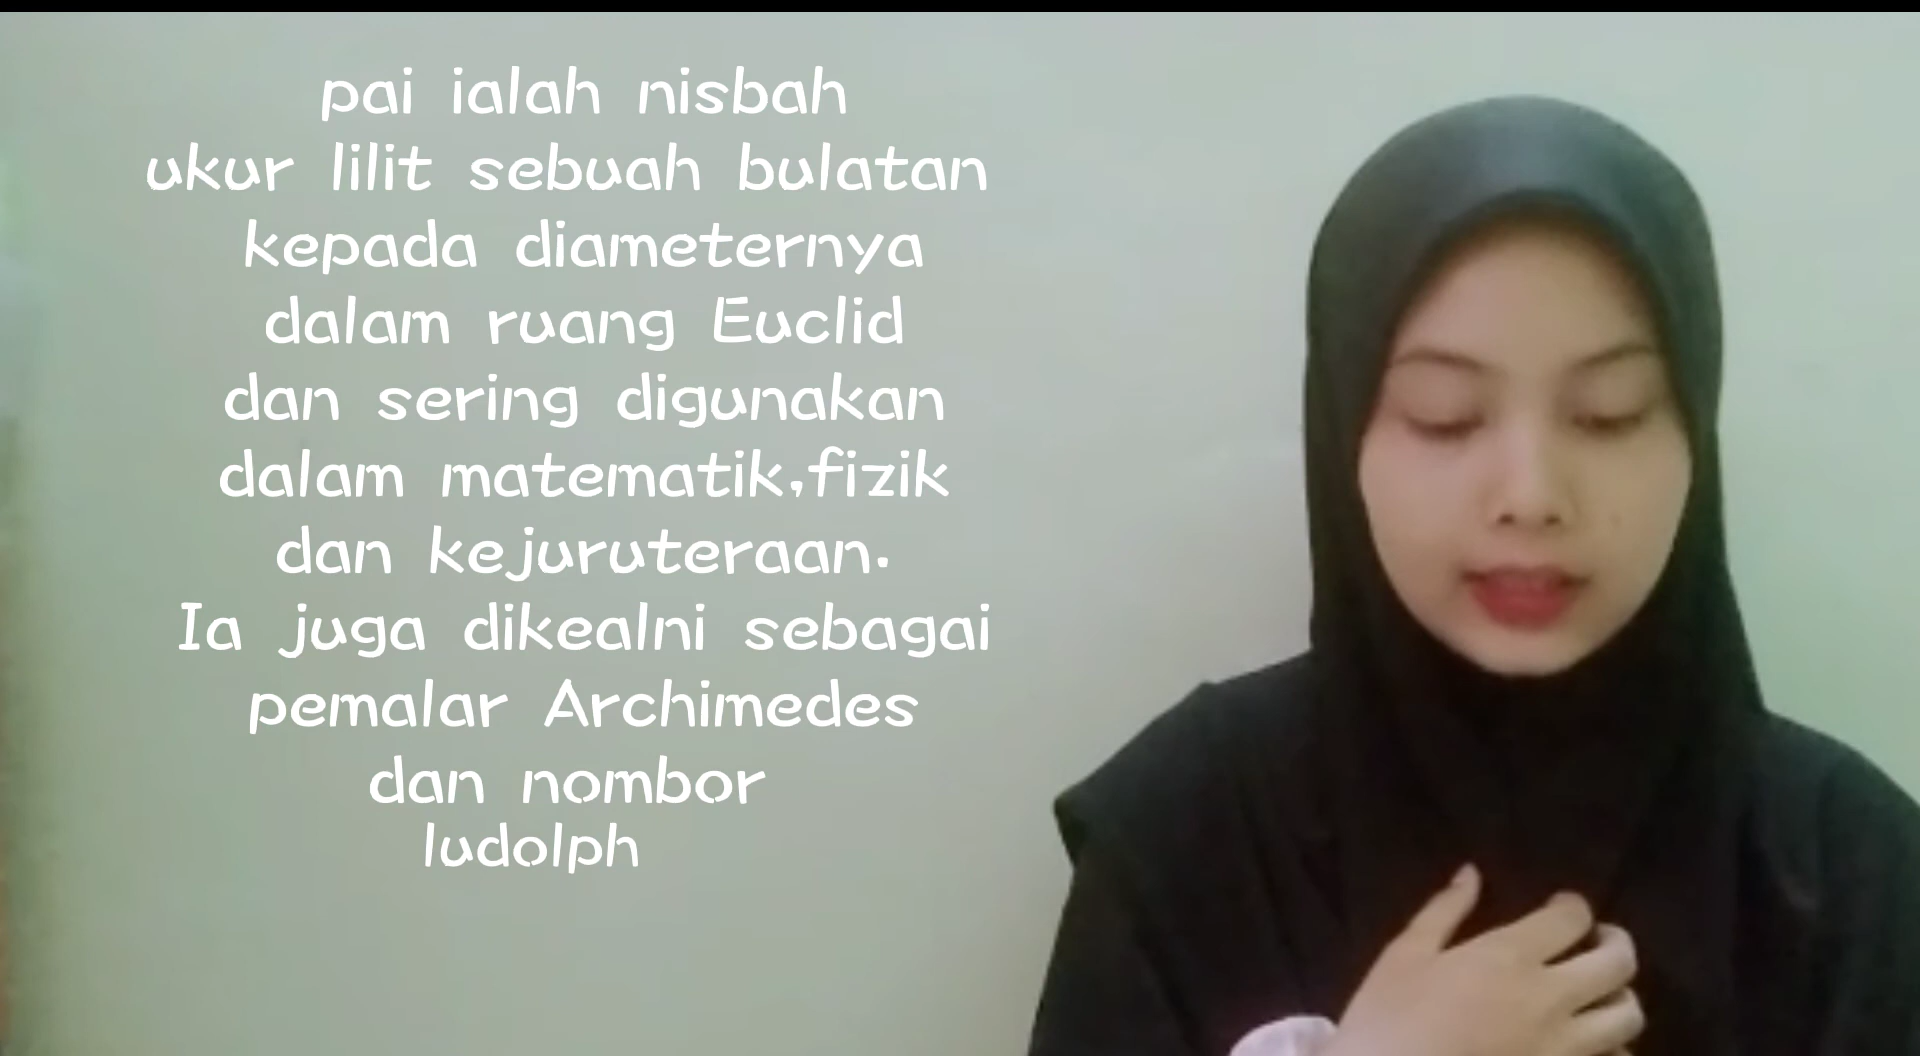 pai ialah nisbah
ukur lilit sebuah bulatan
kepada diameternya
dalam ruang Euclid
dan sering digunakan
dalam matematik,fizik
dan kejuruteraan.
Ia juga dikealni sebagai
pemalar Archimedes
dan nombor
ludolph